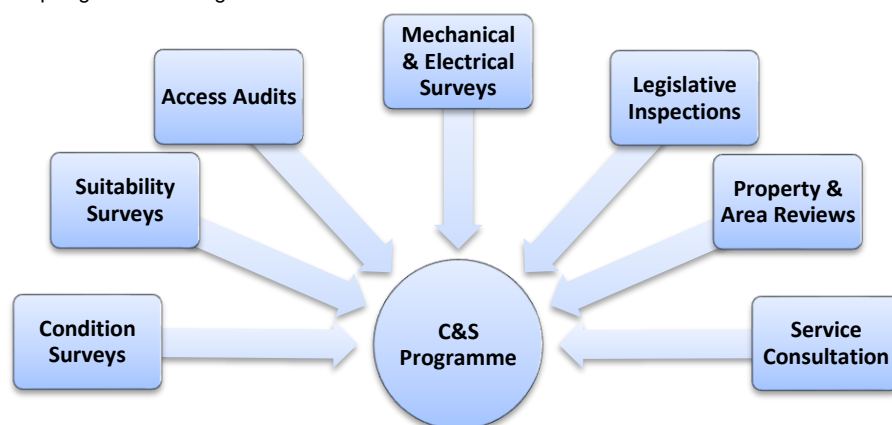 Mechanical
& Electrical
Surveys
Access Audits
Legislative
Inspections
Suitability
Surveys
Property &
Area Reviews
Condition
Surveys
C&S
Programme
Service
Consultation